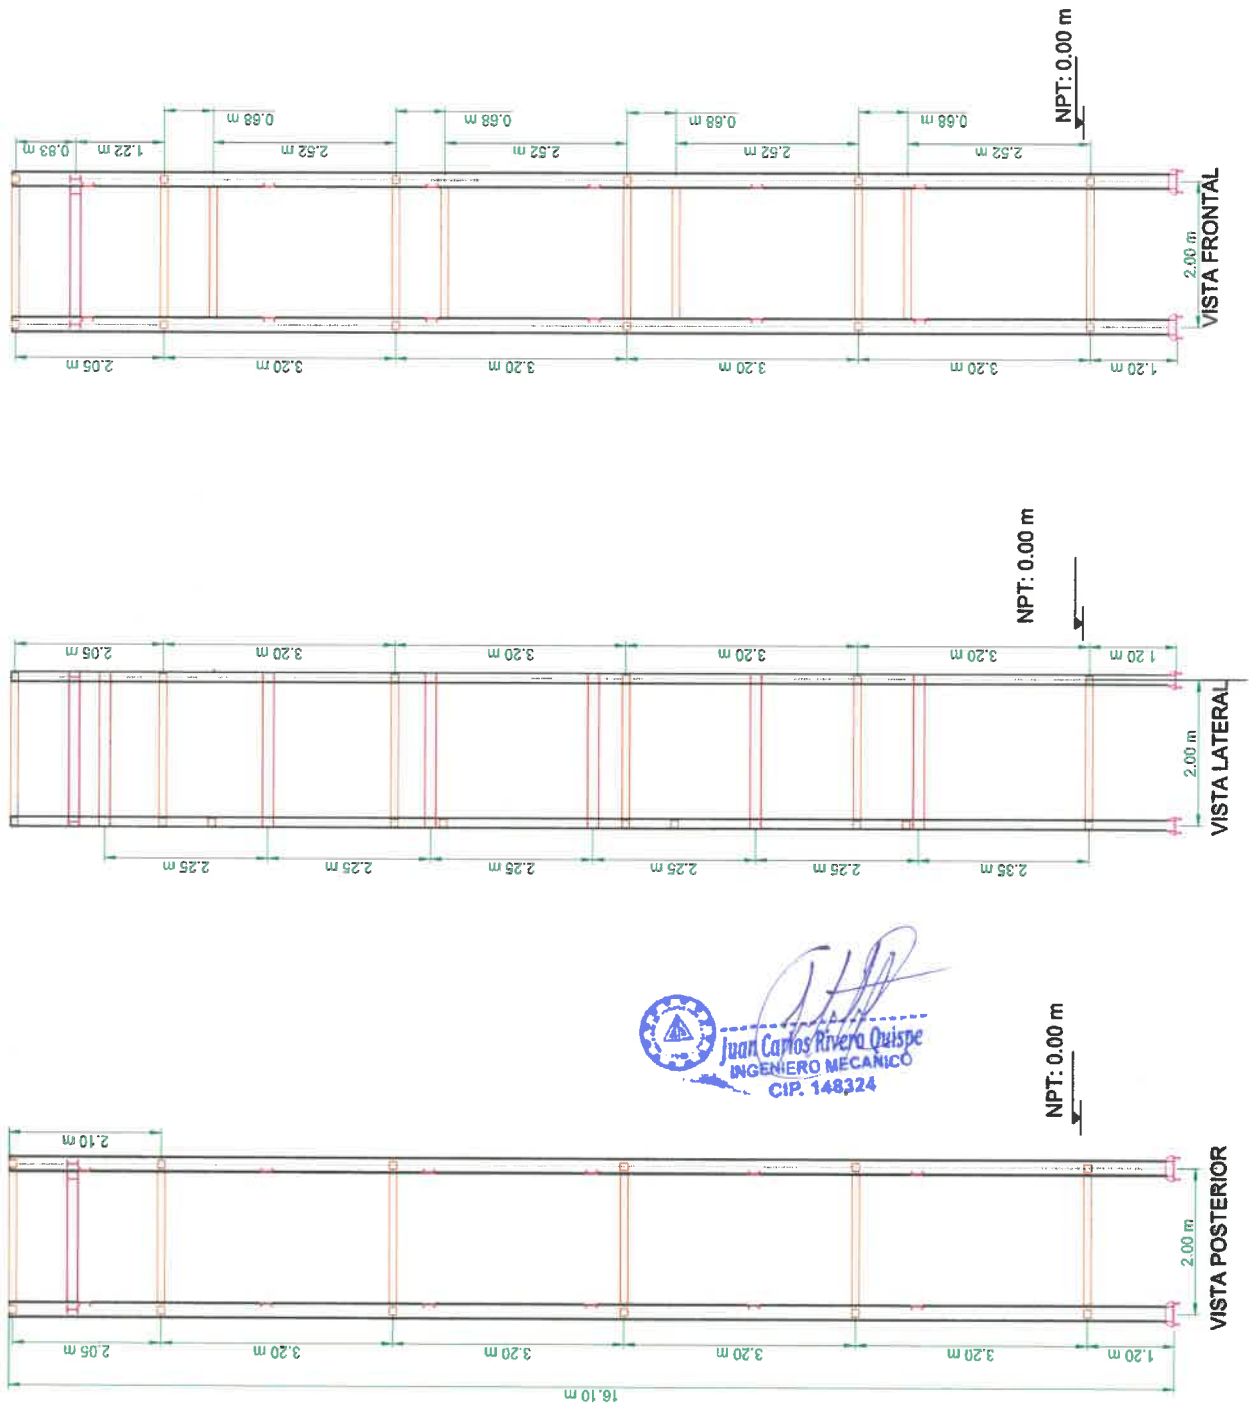 NPT: 0.00 m
0.83 m
1.22 m
0.68 m
2.52 m
0.68 m
2.52 m
0.68 m
2.52 m
0.68 m
2.52 m
2.00 m
VISTA FRONTAL
2.05 m
3.20 m
3.20 m
3.20 m
3.20 m
1.20 m
NPT: 0.00 m
2.05 m
3.20 m
3.20 m
3.20 m
3.20 m
1.20 m
2.00 m
VISTA LATERAL
2.25 m
2.25 m
2.25 m
2.25 m
2.25 m
2.35 m
Juan Carlos Rivera Quispe
INGENIERO MECANICO
CIP. 148324
NPT: 0.00 m
2.10 m
2.00 m
VISTA POSTERIOR
2.05 m
3.20 m
3.20 m
3.20 m
3.20 m
1.20 m
16.10 m